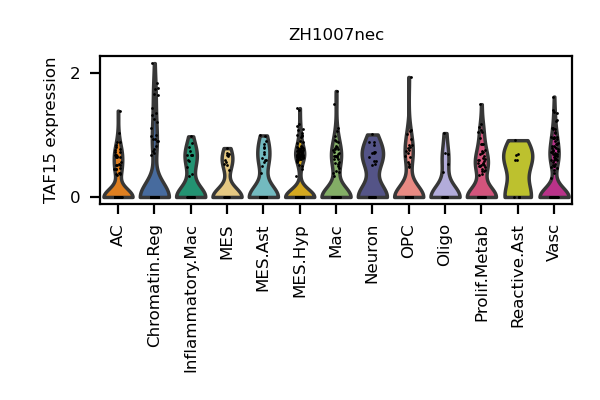 ZH1007nec
TAF15 expression
2
0
AC
Chromatin.Reg
Inflammatory.Mac
MES
MES.Ast
MES.Hyp
Mac
Neuron
OPC
Oligo
Prolif.Metab
Reactive.Ast
Vasc